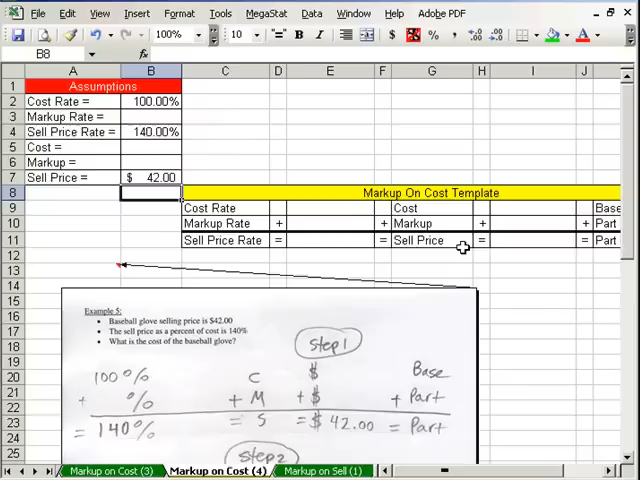 File Edit View Insert Format Tools MegaStat Data Window Help Adobe PDF
100% 10 B I $ %
B8 fx
A B C D E F G H I J
1 Assumptions
2 Cost Rate = 100.00%
3 Markup Rate =
4 Sell Price Rate = 140.00%
5 Cost =
6 Markup =
7 Sell Price = $ 42.00
8 Markup On Cost Template
9 Cost Rate Cost Base
10 Markup Rate + + Markup + + Part
11 Sell Price Rate = = Sell Price = = Part
12
13
14
15
16
17
18
19
20
21
22
23
24
25
Example 5:
• Baseball glove selling price is $42.00
• The sell price as a percent of cost is 140%
• What is the cost of the baseball glove?
Step1
100% C $ Base
+ % + M + $ + Part
= 140% = S = $ 42.00 = Part
Step2
Markup on Cost (3) Markup on Cost (4) Markup on Sell (1)